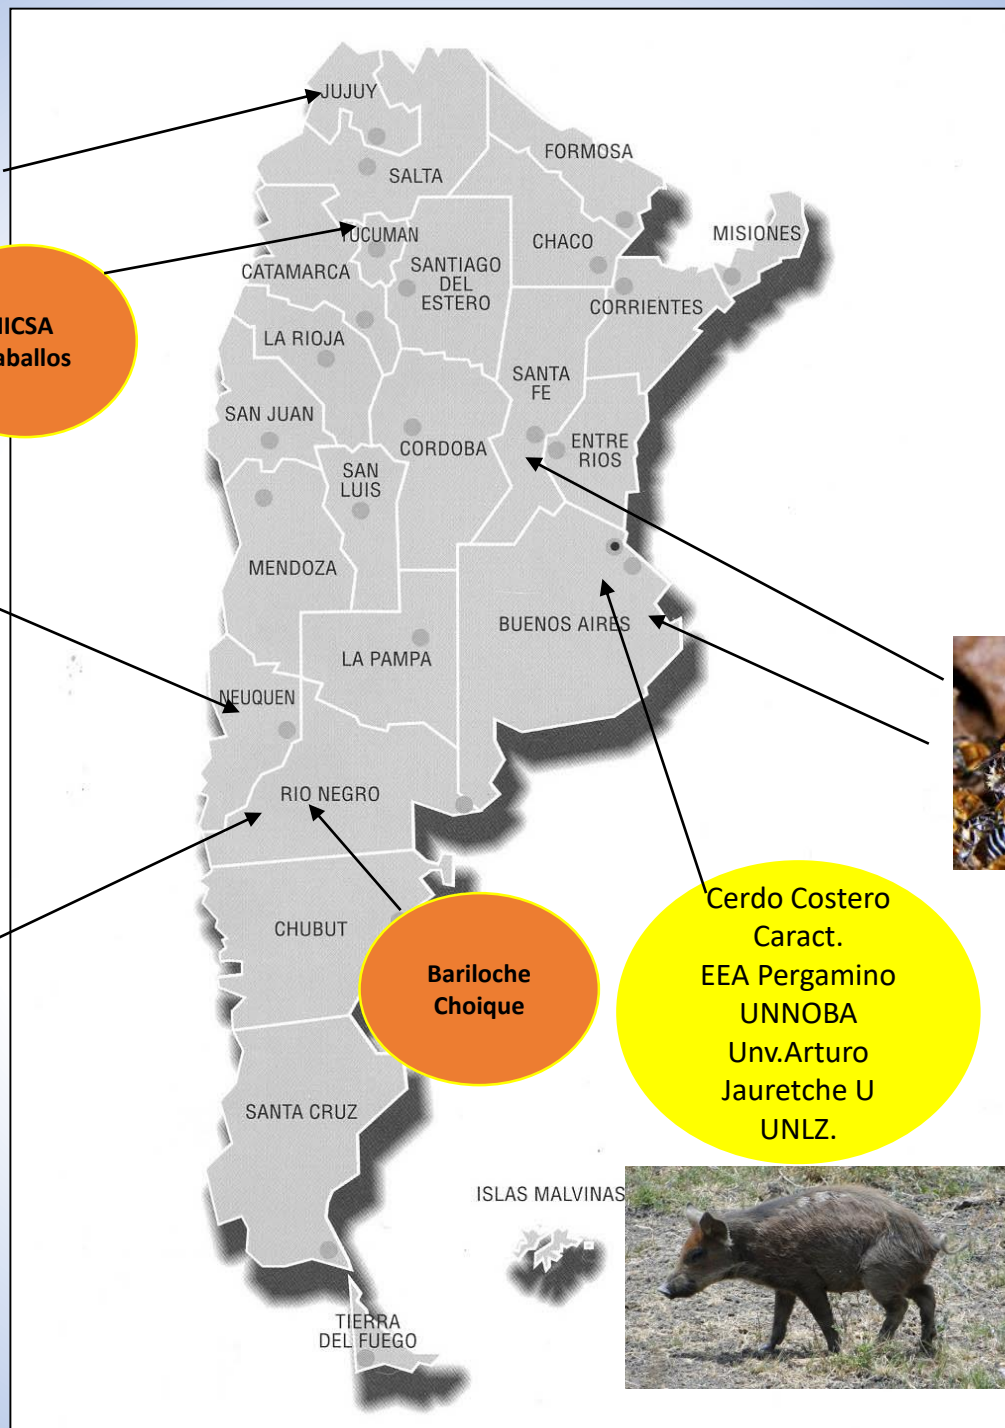 JUJUY
SALTA
FORMOSA
MISIONES
CHACO
TUCUMAN
CATAMARCA
SANTIAGO
DEL
ESTERO
CORRIENTES
LA RIOJA
SANTA
FE
SAN JUAN
CORDOBA
ENTRE
RIOS
SAN
LUIS
MENDOZA
BUENOS AIRES
LA PAMPA
NEUQUEN
RIO NEGRO
CHUBUT
SANTA CRUZ
ISLAS MALVINAS
TIERRA
DEL FUEGO
Bariloche
Choique
Cerdo Costero
Caract.
EEA Pergamino
UNNOBA
Unv.Arturo
Jauretche U
UNLZ.